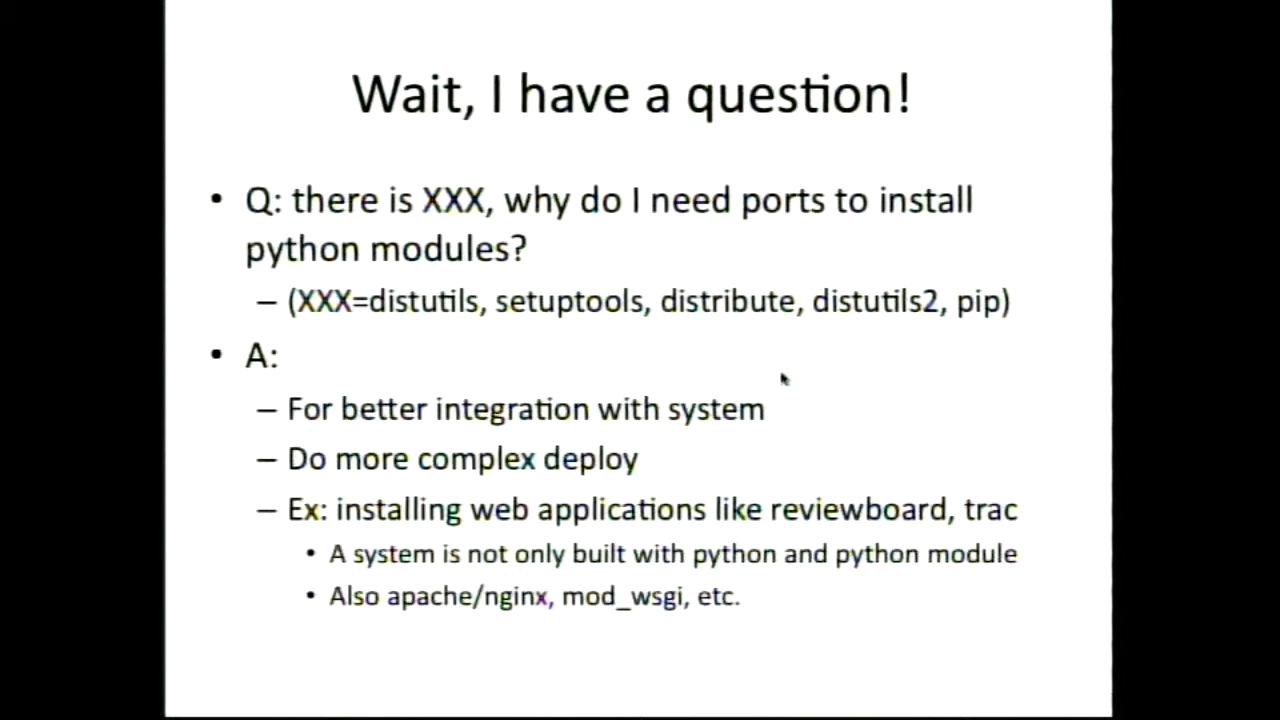 Wait, I have a question!
• Q: there is XXX, why do I need ports to install
python modules?
– (XXX=distutils, setuptools, distribute, distutils2, pip)
• A:
– For better integration with system
– Do more complex deploy
– Ex: installing web applications like reviewboard, trac
• A system is not only built with python and python module
• Also apache/nginx, mod_wsgi, etc.